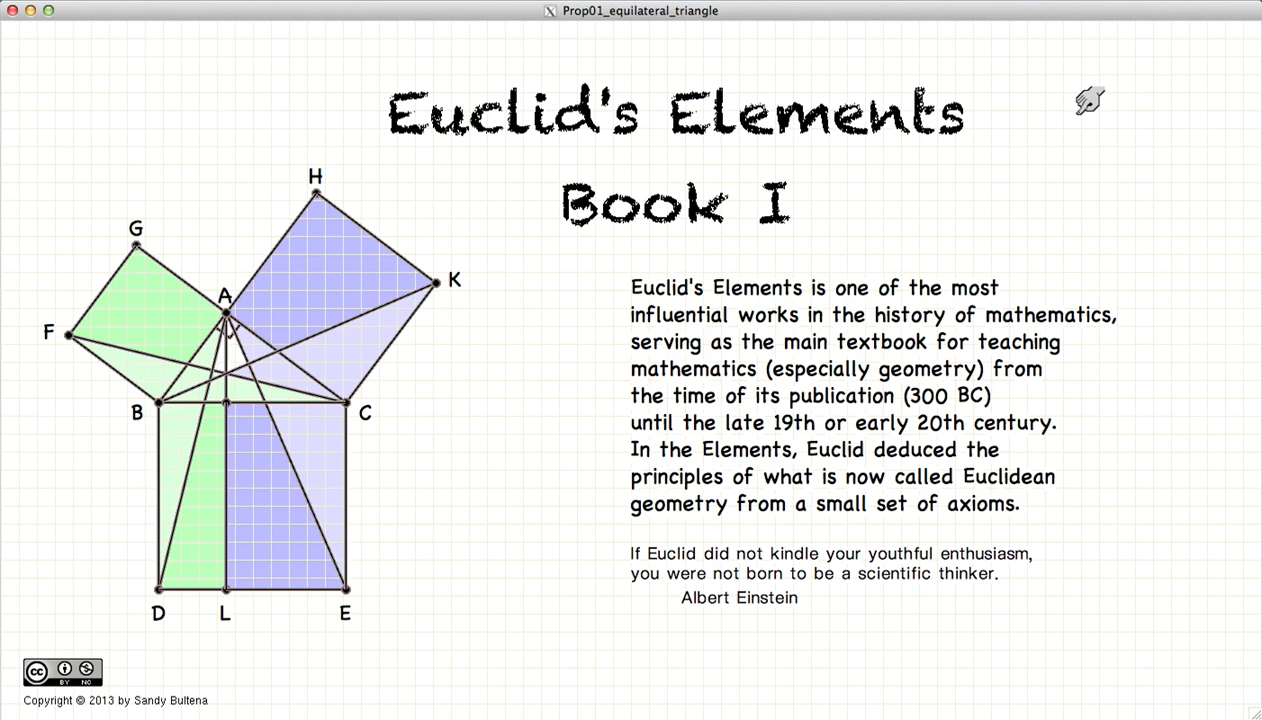 Prop01_equilateral_triangle
Euclid's Elements
Book I
H
G
K
A
F
B
C
D
L
E
Euclid's Elements is one of the most
influential works in the history of mathematics,
serving as the main textbook for teaching
mathematics (especially geometry) from
the time of its publication (300 BC)
until the late 19th or early 20th century.
In the Elements, Euclid deduced the
principles of what is now called Euclidean
geometry from a small set of axioms.
If Euclid did not kindle your youthful enthusiasm,
you were not born to be a scientific thinker.
Albert Einstein
cc BY NC
Copyright © 2013 by Sandy Bultena